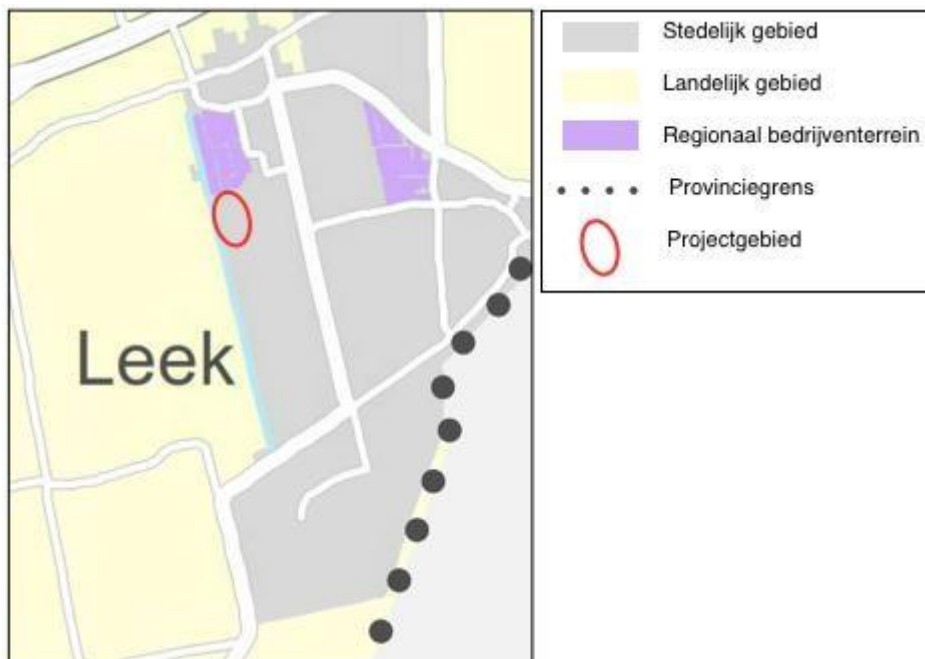 Leek
Stedelijk gebied
Landelijk gebied
Regionaal bedrijventerrein
Provinciegrens
Projectgebied